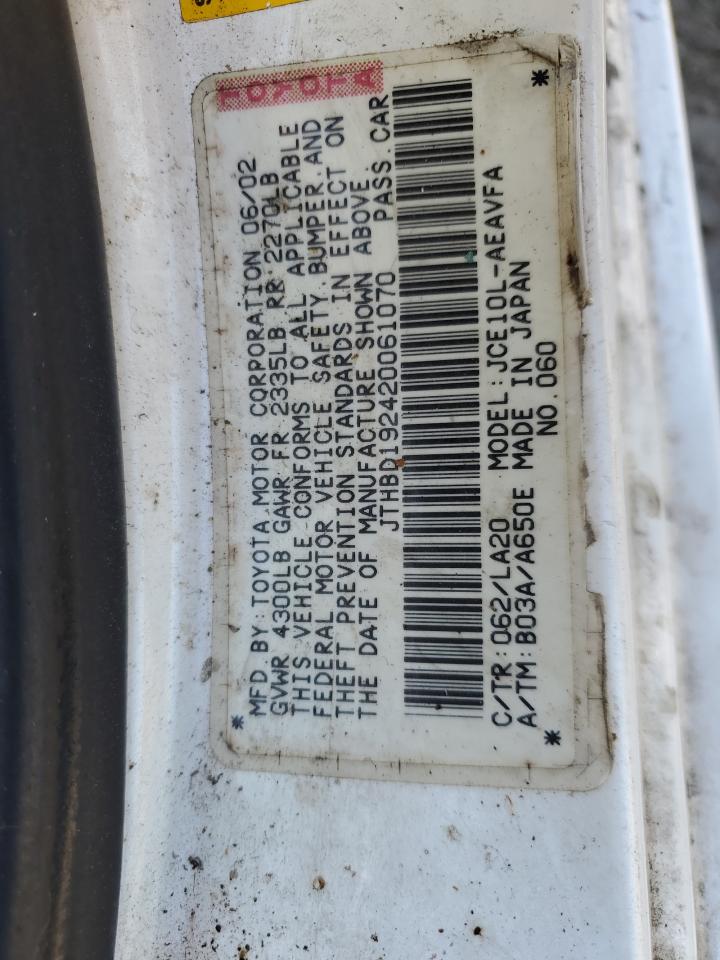 TOYOTA
* MFD. BY: TOYOTA MOTOR CORPORATION 06/02
GVWR 4300LB GAWR FR 2335LB RR 2270LB
THIS VEHICLE CONFORMS TO ALL APPLICABLE
FEDERAL MOTOR VEHICLE SAFETY, BUMPER, AND
THEFT PREVENTION STANDARDS IN EFFECT ON
THE DATE OF MANUFACTURE SHOWN ABOVE
JTHBD192420061070 PASS. CAR
C/TR: 062/LA20 MODEL: JCE10L-AEAVFA
A/TM: B03A/A650E MADE IN JAPAN
* NO. 060 *